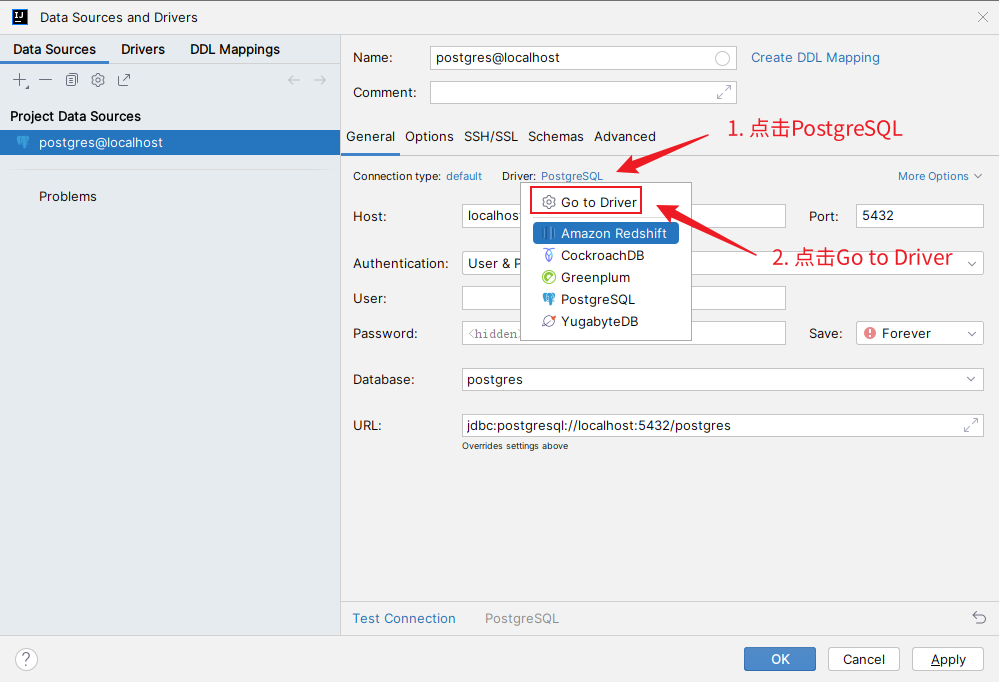 Data Sources and Drivers
Data Sources Drivers DDL Mappings
Project Data Sources
postgres@localhost
Problems
Name: postgres@localhost Create DDL Mapping
Comment:
General Options SSH/SSL Schemas Advanced
1. 点击PostgreSQL
Connection type: default Driver: PostgreSQL More Options
Go to Driver
Host: localhost Port: 5432
Amazon Redshift
CockroachDB
2. 点击Go to Driver
Authentication: User & P
Greenplum
User:
PostgreSQL
YugabyteDB
Password: <hidden Save: Forever
Database: postgres
URL: jdbc:postgresql://localhost:5432/postgres
Overrides settings above
Test Connection PostgreSQL
? OK Cancel Apply